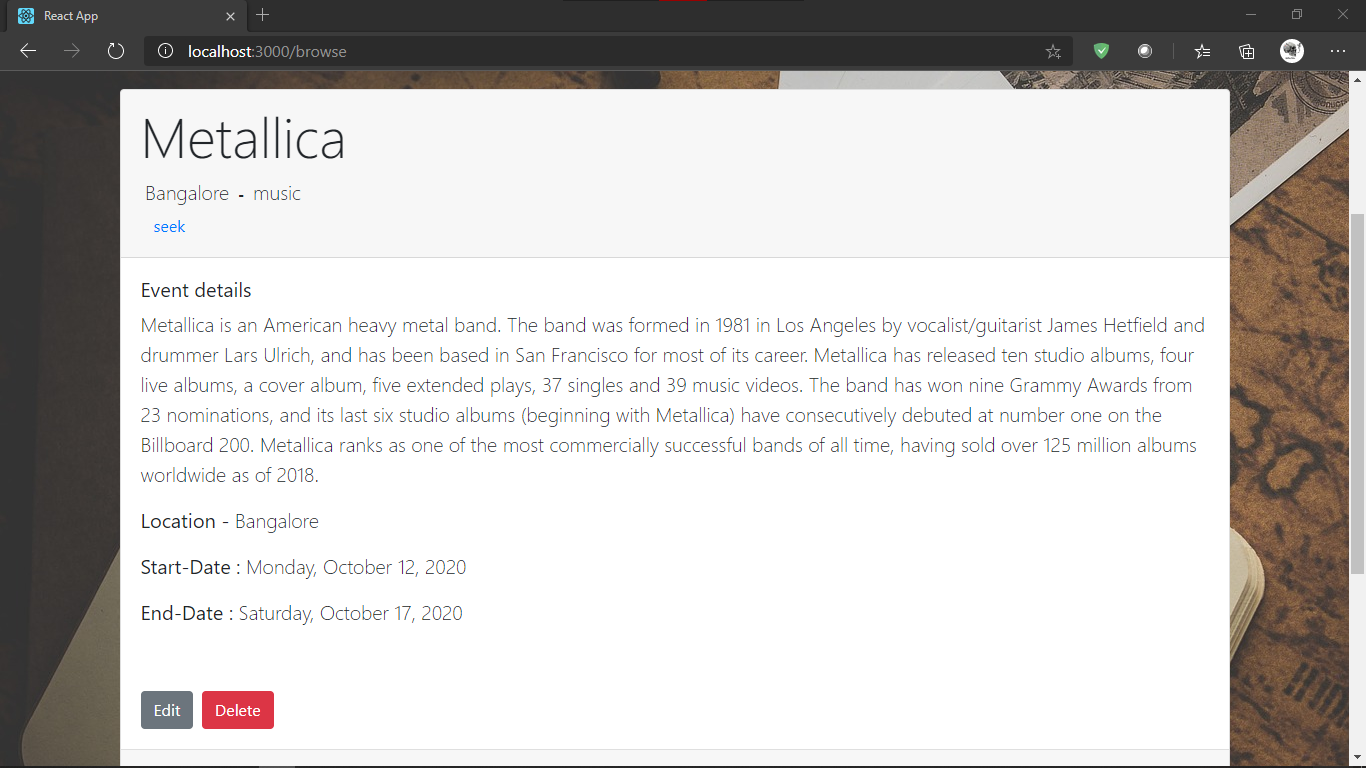 React App
localhost:3000/browse
Metallica
Bangalore - music
seek
Event details
Metallica is an American heavy metal band. The band was formed in 1981 in Los Angeles by vocalist/guitarist James Hetfield and
drummer Lars Ulrich, and has been based in San Francisco for most of its career. Metallica has released ten studio albums, four
live albums, a cover album, five extended plays, 37 singles and 39 music videos. The band has won nine Grammy Awards from
23 nominations, and its last six studio albums (beginning with Metallica) have consecutively debuted at number one on the
Billboard 200. Metallica ranks as one of the most commercially successful bands of all time, having sold over 125 million albums
worldwide as of 2018.
Location - Bangalore
Start-Date : Monday, October 12, 2020
End-Date : Saturday, October 17, 2020
Edit Delete